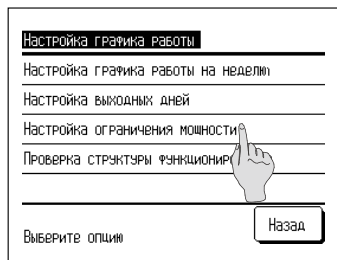 Настройка графика работы
Настройка графика работы на неделю
Настройка выходных дней
Настройка ограничения мощности
Проверка структуры функциониро
Назад
Выберите опцию